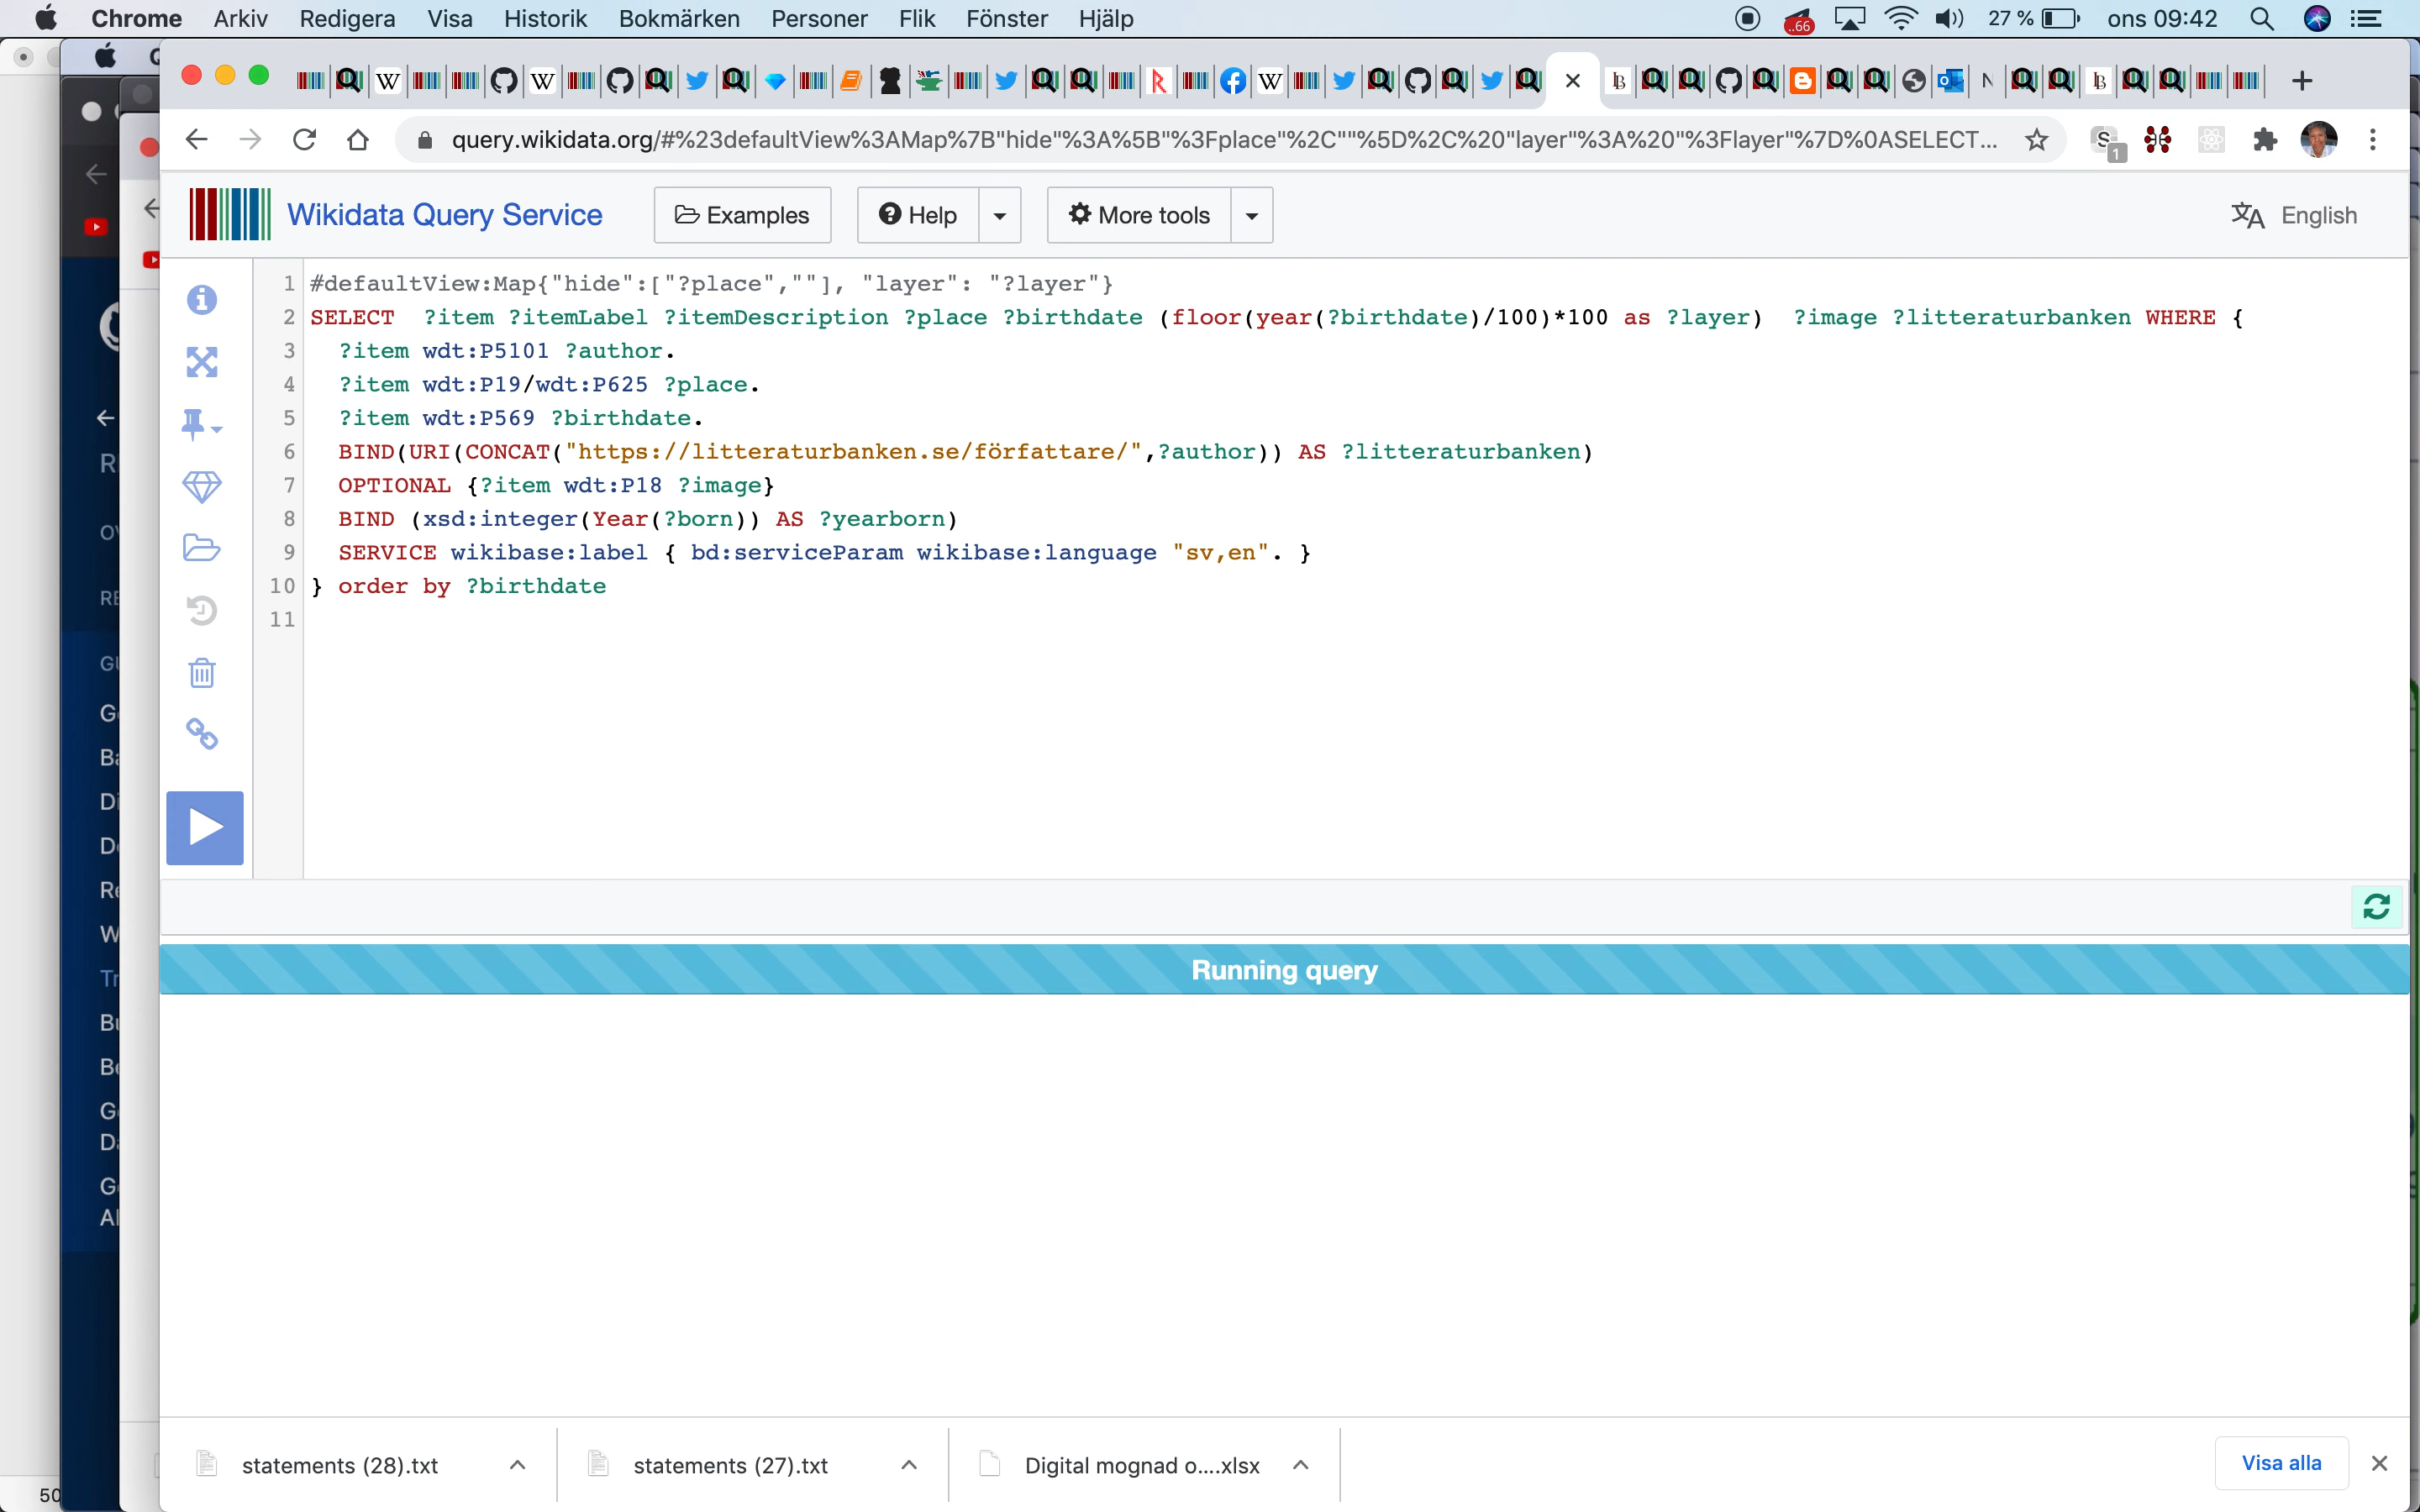 Chrome Arkiv Redigera Visa Historik Bokmärken Personer Flik Fönster Hjälp ..66 27 % ons 09:42
query.wikidata.org/#%23defaultView%3AMap%7B"hide"%3A%5B"%3Fplace"%2C""%5D%2C%20"layer"%3A%20"%3Flayer"%7D%0ASELECT...
Wikidata Query Service Examples Help More tools English
1 #defaultView:Map{"hide":["?place",""], "layer": "?layer"}
2 SELECT ?item ?itemLabel ?itemDescription ?place ?birthdate (floor(year(?birthdate)/100)*100 as ?layer) ?image ?litteraturbanken WHERE {
3 ?item wdt:P5101 ?author.
4 ?item wdt:P19/wdt:P625 ?place.
5 ?item wdt:P569 ?birthdate.
6 BIND(URI(CONCAT("https://litteraturbanken.se/författare/",?author)) AS ?litteraturbanken)
7 OPTIONAL {?item wdt:P18 ?image}
8 BIND (xsd:integer(Year(?born)) AS ?yearborn)
9 SERVICE wikibase:label { bd:serviceParam wikibase:language "sv,en". }
10 } order by ?birthdate
11
Running query
statements (28).txt statements (27).txt Digital mognad o....xlsx Visa alla